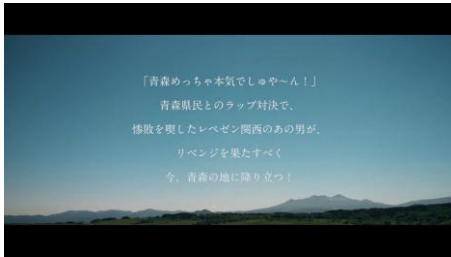 「青森めっちゃ本気でしゅや〜ん!」
青森県民とのラップ対決で、
惨敗を喫したレペゼン関西のあの男が、
リベンジを果たすべく
今、青森の地に降り立つ!